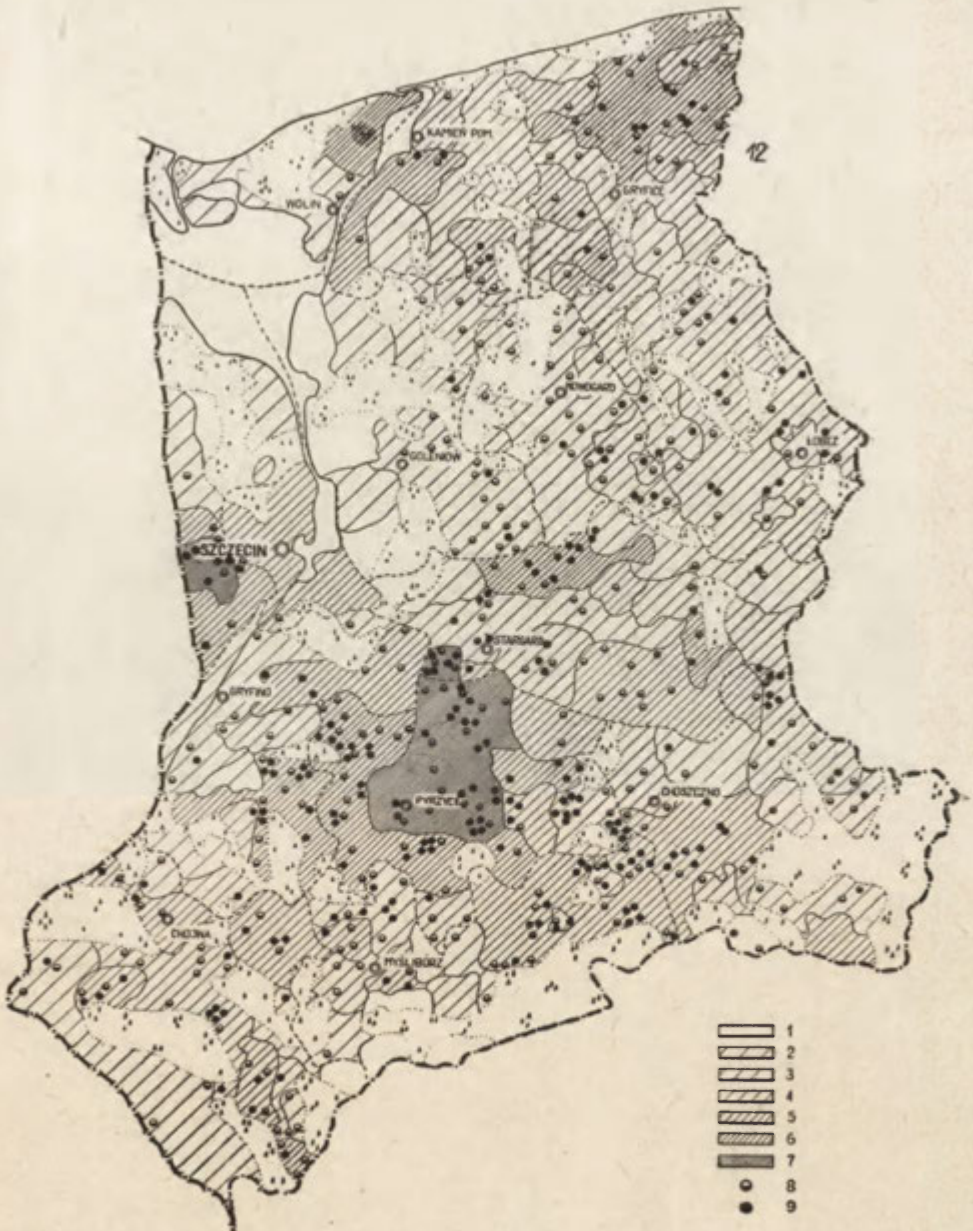 KAMIEŃ POM.
12
WOLIN
GRYFICE
NOWOGARD
ŁOBEZ
GOLENIÓW
SZCZECIN
STARGARD
GRYFINO
PYRZYCE
CHOSZCZNO
CHOJNA
MYŚLIBÓRZ
1
2
3
4
5
6
7
8
9